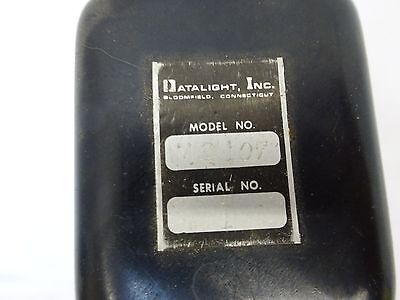 DATALIGHT, INC.
BLOOMFIELD, CONNECTICUT
MODEL NO.
SERIAL NO.